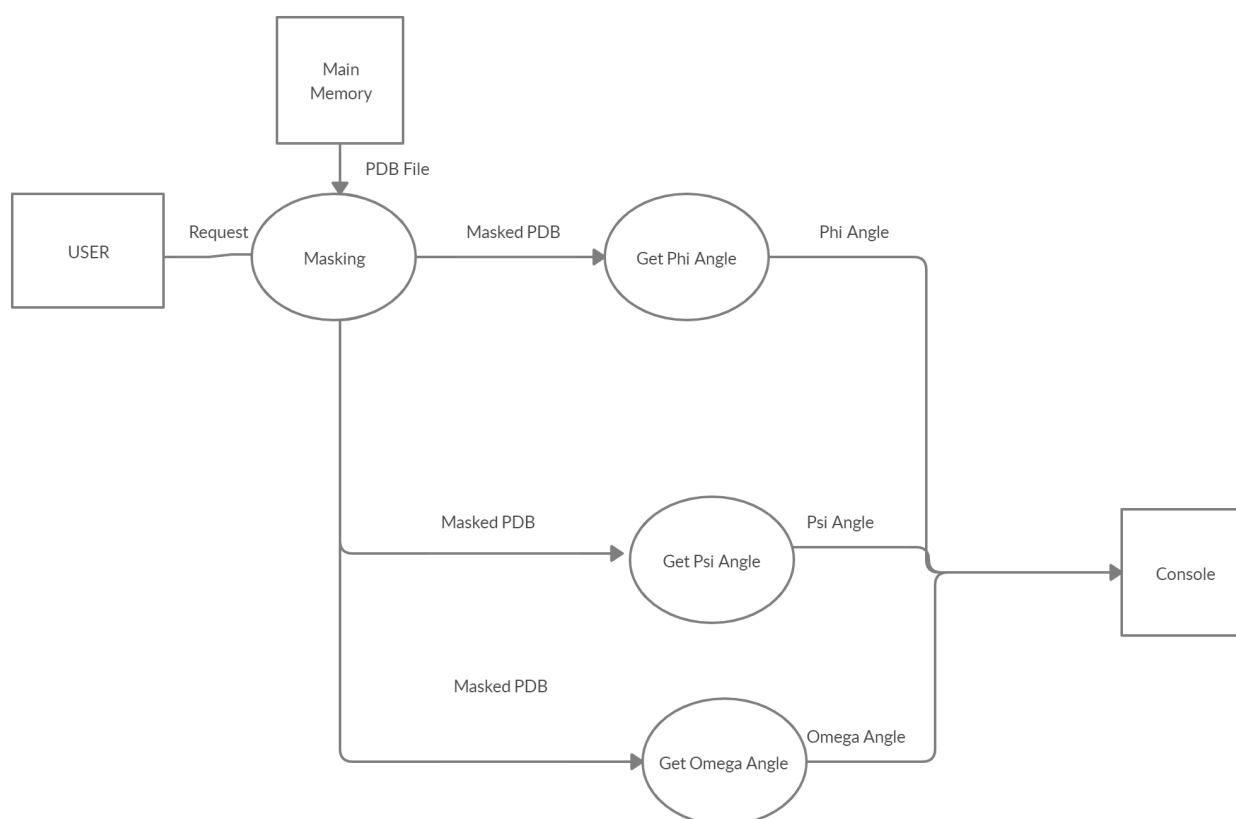 Main
Memory
PDB File
USER
Request
Masking
Masked PDB
Get Phi Angle
Phi Angle
Masked PDB
Get Psi Angle
Psi Angle
Console
Masked PDB
Get Omega Angle
Omega Angle